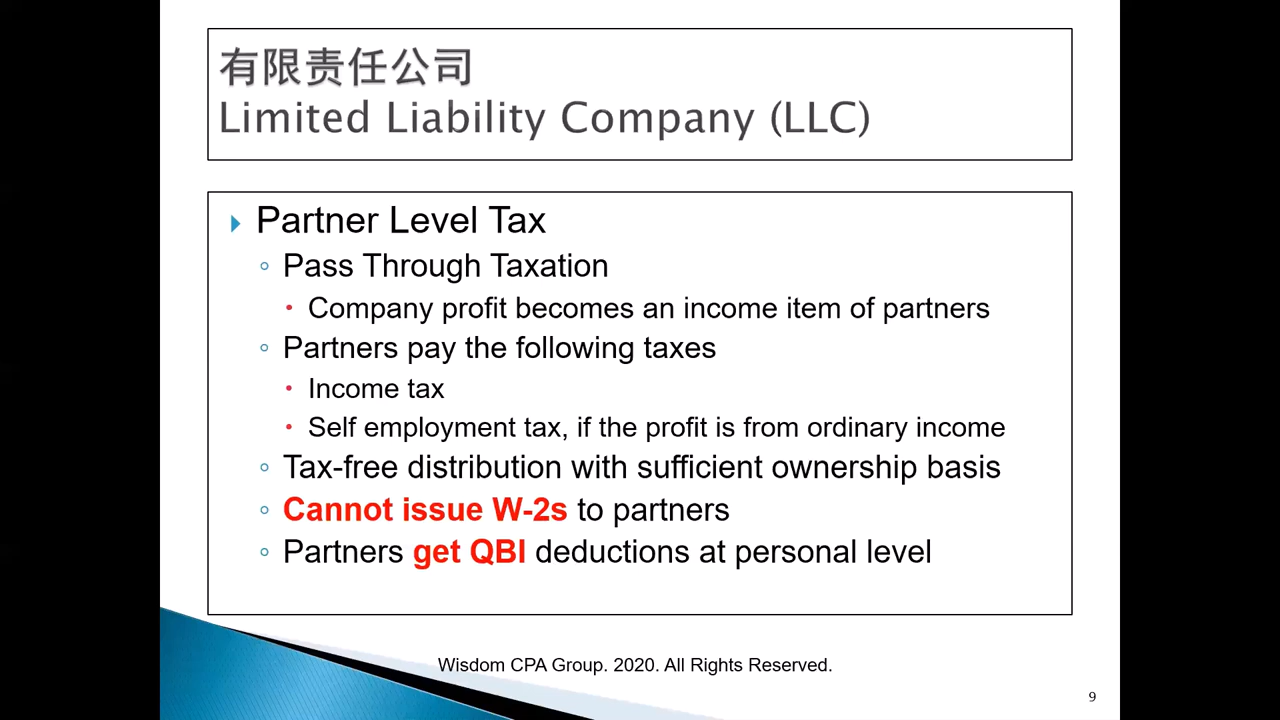 有限责任公司
Limited Liability Company (LLC)
Partner Level Tax
Pass Through Taxation
Company profit becomes an income item of partners
Partners pay the following taxes
Income tax
Self employment tax, if the profit is from ordinary income
Tax-free distribution with sufficient ownership basis
Cannot issue W-2s to partners
Partners get QBI deductions at personal level
Wisdom CPA Group. 2020. All Rights Reserved.
9